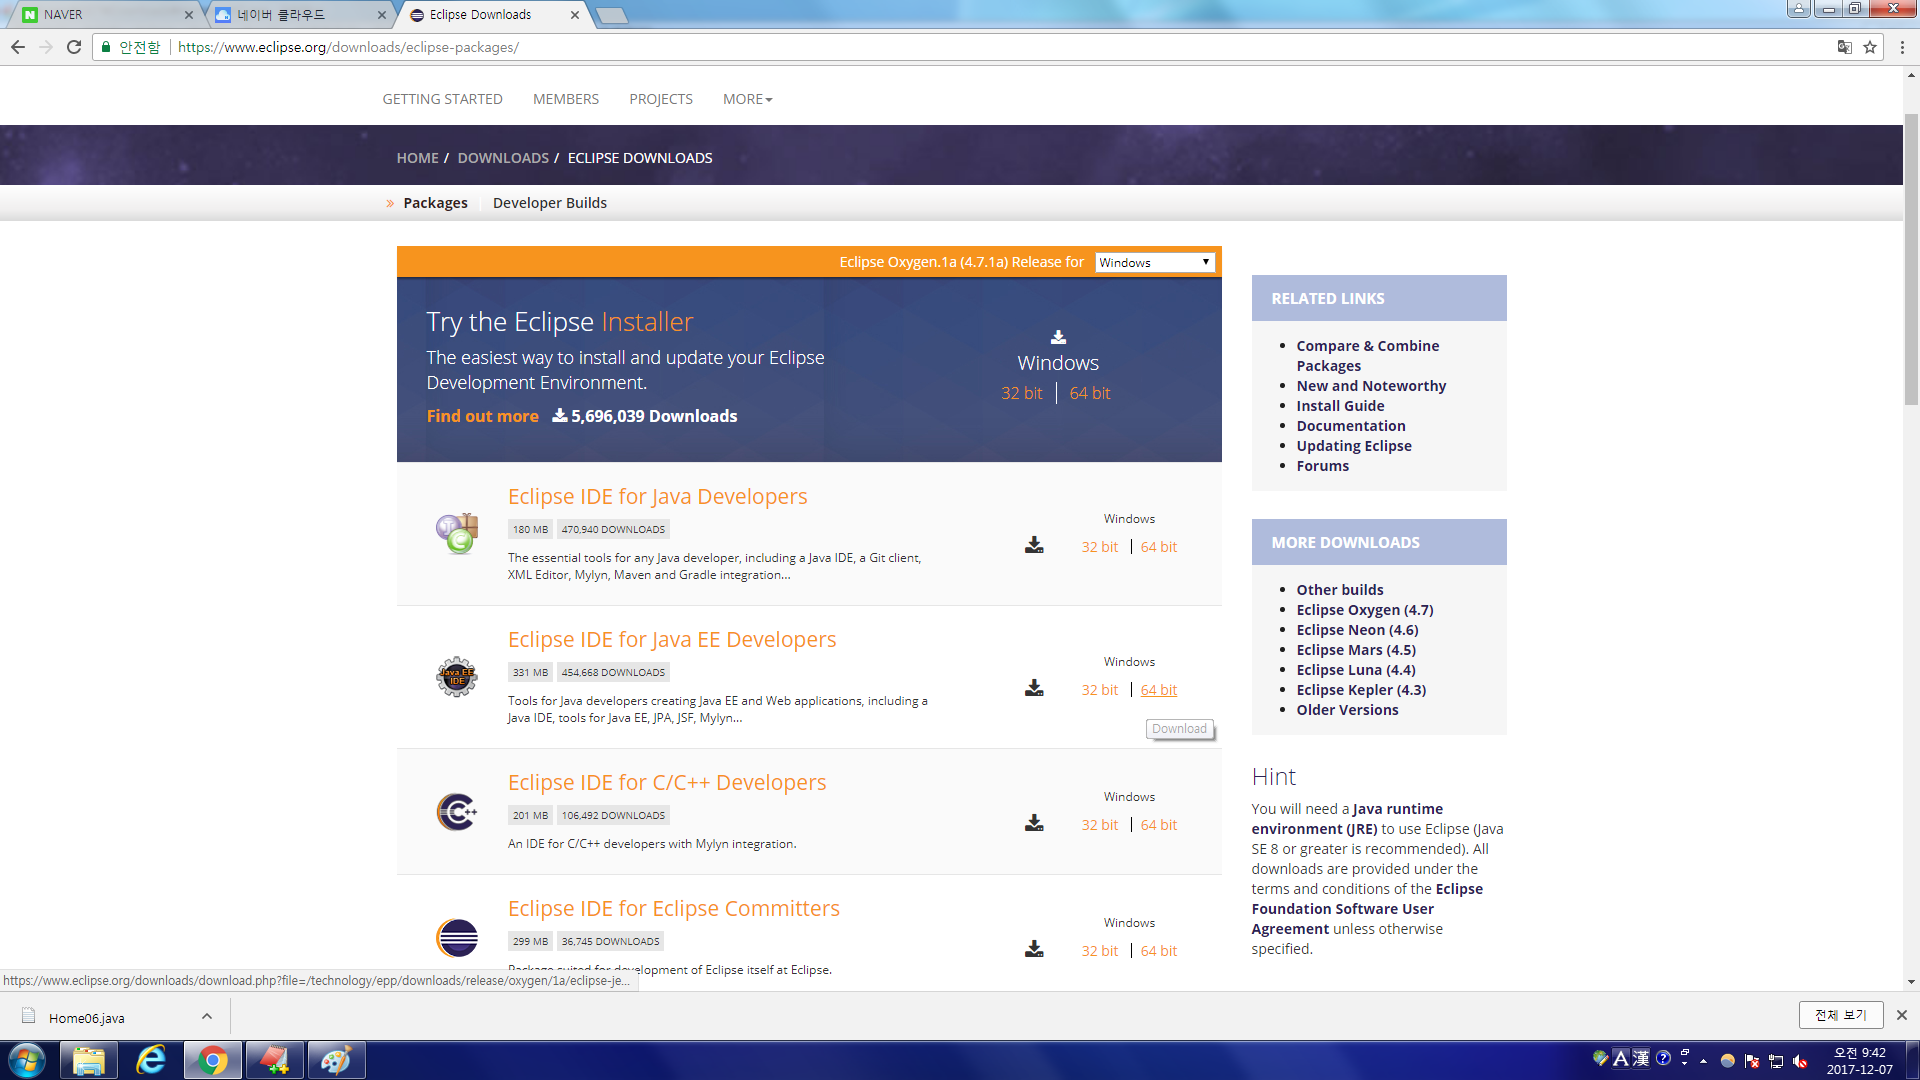 NAVER
네이버 클라우드
Eclipse Downloads
안전함
https://www.eclipse.org/downloads/eclipse-packages/
GETTING STARTED MEMBERS PROJECTS MORE
HOME / DOWNLOADS / ECLIPSE DOWNLOADS
» Packages Developer Builds
Eclipse Oxygen.1a (4.7.1a) Release for Windows
Try the Eclipse Installer
The easiest way to install and update your Eclipse
Development Environment.
Find out more 5,696,039 Downloads
Windows
32 bit 64 bit
Eclipse IDE for Java Developers
180 MB 470,940 DOWNLOADS
The essential tools for any Java developer, including a Java IDE, a Git client,
XML Editor, Mylyn, Maven and Gradle integration...
Windows
32 bit 64 bit
Java EE
IDE
Eclipse IDE for Java EE Developers
331 MB 454,668 DOWNLOADS
Tools for Java developers creating Java EE and Web applications, including a
Java IDE, tools for Java EE, JPA, JSF, Mylyn...
Windows
32 bit 64 bit
Download
Eclipse IDE for C/C++ Developers
201 MB 106,492 DOWNLOADS
An IDE for C/C++ developers with Mylyn integration.
Windows
32 bit 64 bit
Eclipse IDE for Eclipse Committers
299 MB 36,745 DOWNLOADS
Package suited for development of Eclipse itself at Eclipse.
Windows
32 bit 64 bit
RELATED LINKS
Compare & Combine
Packages
New and Noteworthy
Install Guide
Documentation
Updating Eclipse
Forums
MORE DOWNLOADS
Other builds
Eclipse Oxygen (4.7)
Eclipse Neon (4.6)
Eclipse Mars (4.5)
Eclipse Luna (4.4)
Eclipse Kepler (4.3)
Older Versions
Hint
You will need a Java runtime
environment (JRE) to use Eclipse (Java
SE 8 or greater is recommended). All
downloads are provided under the
terms and conditions of the Eclipse
Foundation Software User
Agreement unless otherwise
specified.
https://www.eclipse.org/downloads/download.php?file=/technology/epp/downloads/release/oxygen/1a/eclipse-je...
Home06.java
전체 보기
A 漢
오전 9:42
2017-12-07